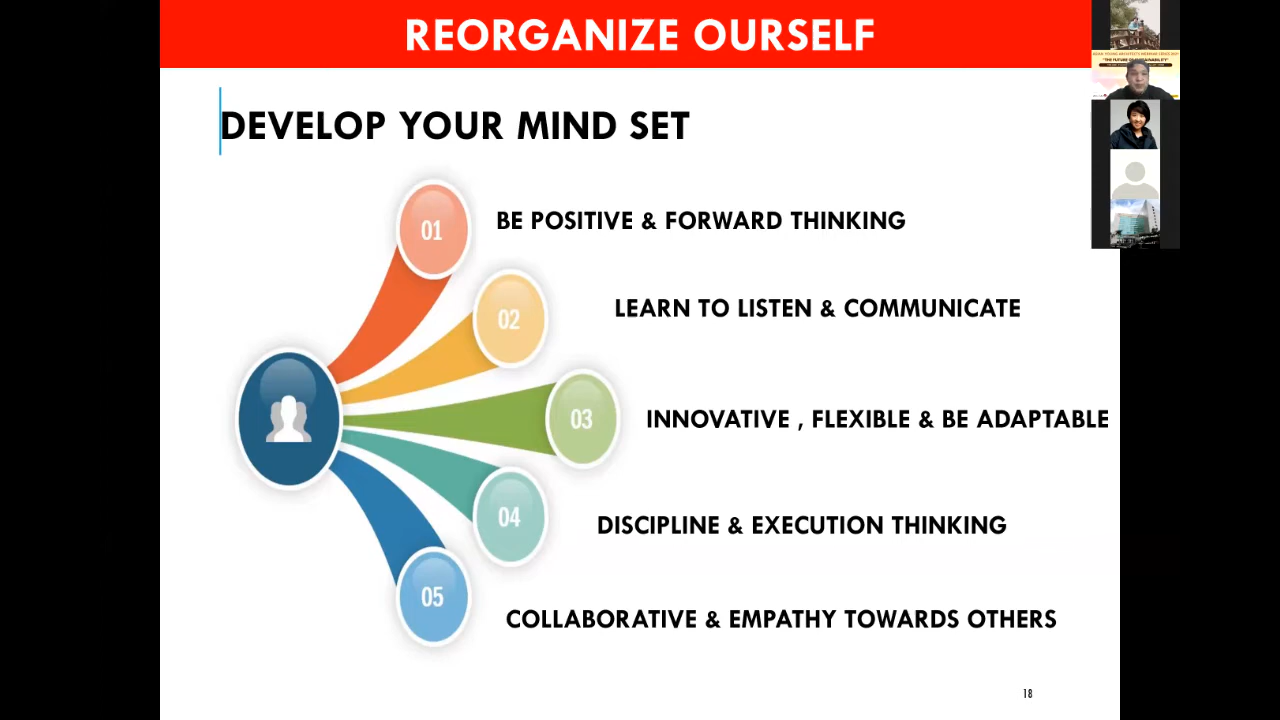 REORGANIZE OURSELF
DEVELOP YOUR MIND SET
01
BE POSITIVE & FORWARD THINKING
02
LEARN TO LISTEN & COMMUNICATE
03
INNOVATIVE , FLEXIBLE & BE ADAPTABLE
04
DISCIPLINE & EXECUTION THINKING
05
COLLABORATIVE & EMPATHY TOWARDS OTHERS
18